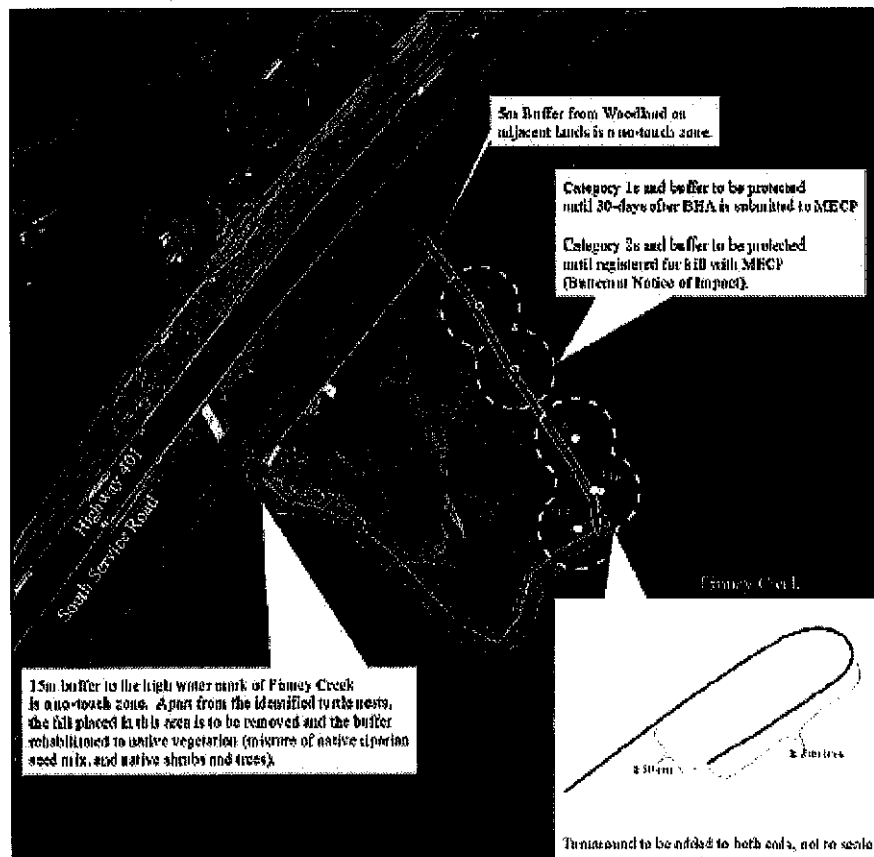 5m Buffer from Woodland on
adjacent lands is a no-touch zone.
Category 1s and buffer to be protected
until 30-days after BHA is submitted to MECP
Category 2s and buffer to be protected
until registered for kill with MECP
(Butternut Notice of Impact).
Highway 401
South Service Road
Finney Creek
15m buffer to the high water mark of Finney Creek
is a no-touch zone. Apart from the identified turtle nests,
the fill placed in this area is to be removed and the buffer
rehabilitated to native vegetation (mixture of native riparian
seed mix, and native shrubs and trees).
Turnaround to be added to both ends, not to scale